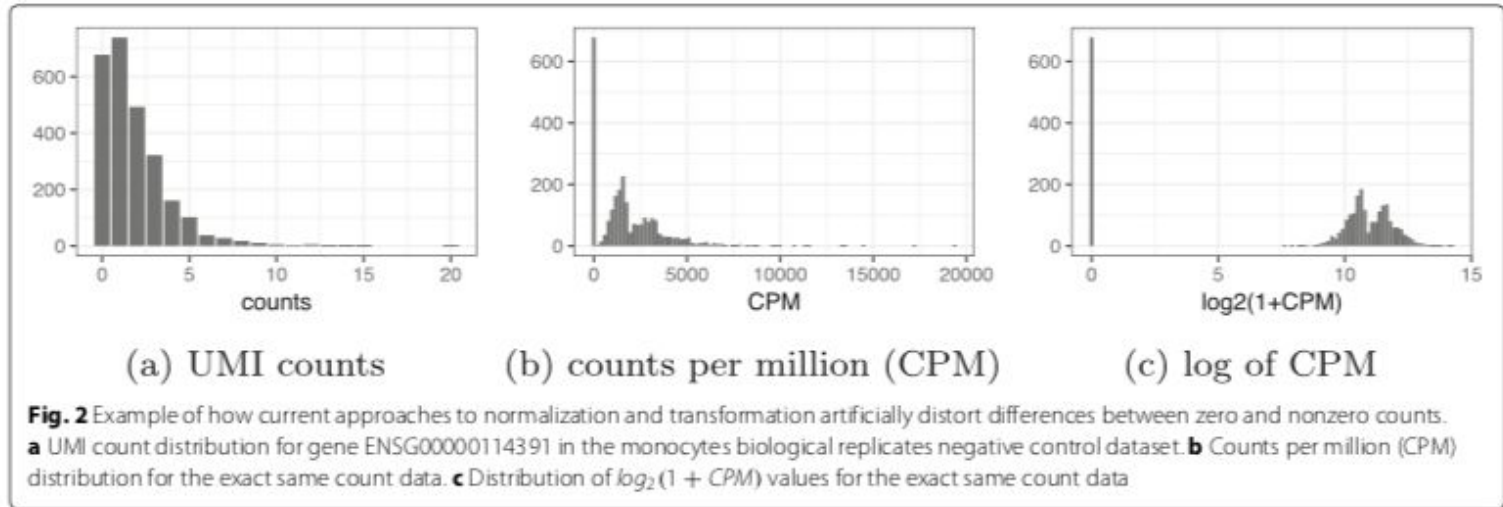 600
400
200
0
0
5
10
15
20
counts
600
400
200
0
0
5000
10000
15000
20000
CPM
600
400
200
0
0
5
10
15
log2(1+CPM)
(a) UMI counts
(b) counts per million (CPM)
(c) log of CPM
Fig. 2 Example of how current approaches to normalization and transformation artificially distort differences between zero and nonzero counts.
a UMI count distribution for gene ENSG00000114391 in the monocytes biological replicates negative control dataset. b Counts per million (CPM)
distribution for the exact same count data. c Distribution of log2(1 + CPM) values for the exact same count data